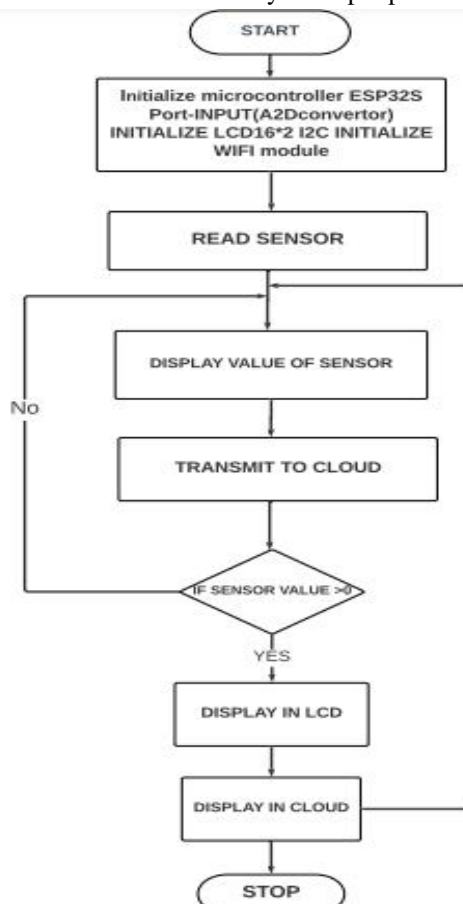 START
Initialize microcontroller ESP32S
Port-INPUT(A2Dconvertor)
INITIALIZE LCD16*2 I2C INITIALIZE
WIFI module
READ SENSOR
DISPLAY VALUE OF SENSOR
No
TRANSMIT TO CLOUD
IF SENSOR VALUE >0
YES
DISPLAY IN LCD
DISPLAY IN CLOUD
STOP